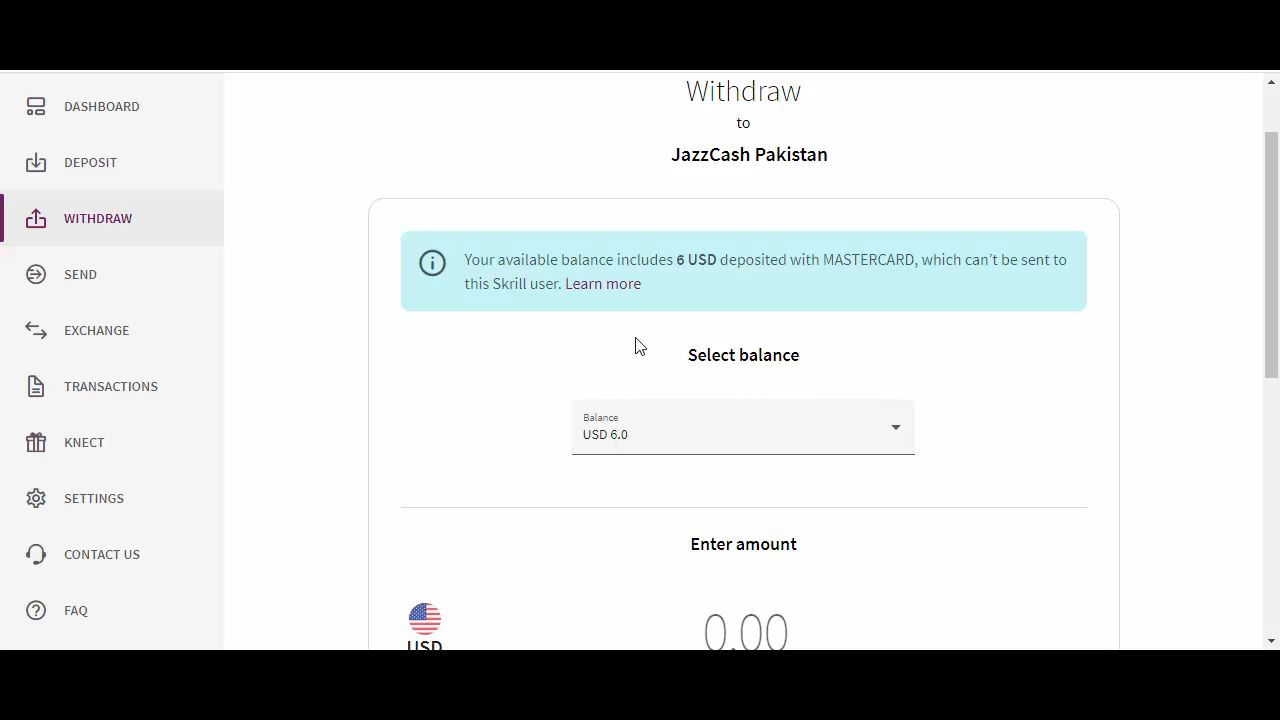 DASHBOARD
DEPOSIT
WITHDRAW
SEND
EXCHANGE
TRANSACTIONS
KNECT
SETTINGS
CONTACT US
FAQ
Withdraw
to
JazzCash Pakistan
Your available balance includes 6 USD deposited with MASTERCARD, which can't be sent to
this Skrill user. Learn more
Select balance
Balance
USD 6.0
Enter amount
USD
0.00